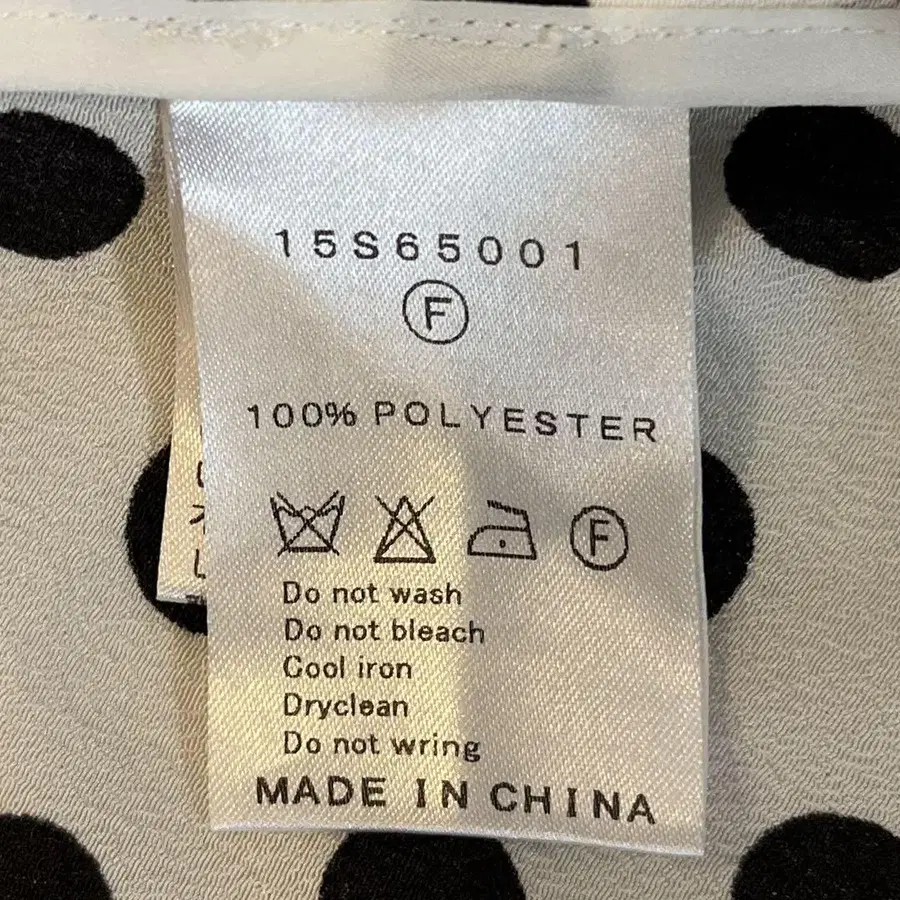 15S65001
F
100% POLYESTER
F
Do not wash
Do not bleach
Cool iron
Dryclean
Do not wring
MADE IN CHINA